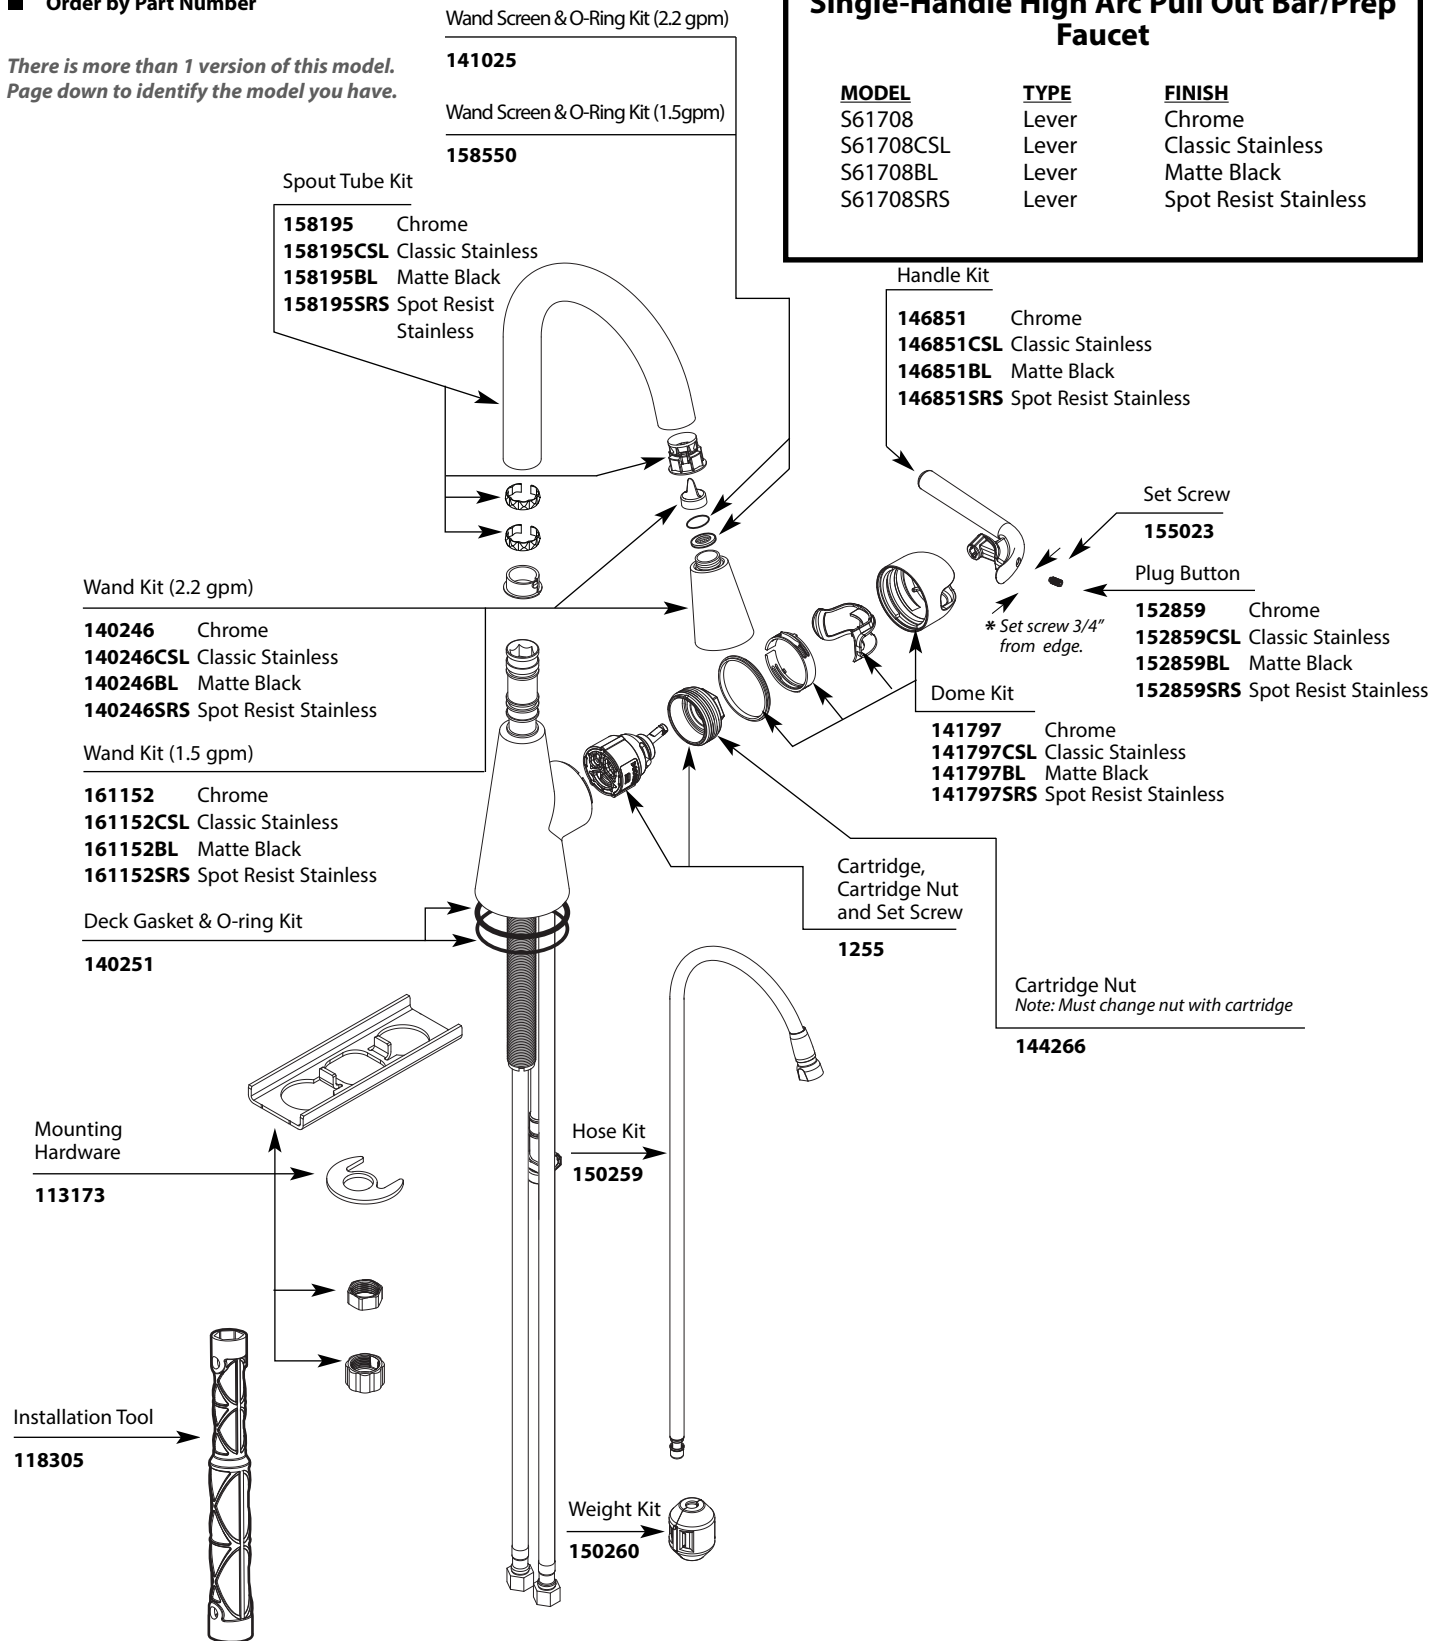 ■ Order by Part Number
There is more than 1 version of this model.
Page down to identify the model you have.
Wand Screen & O-Ring Kit (2.2 gpm)
141025
Wand Screen & O-Ring Kit (1.5gpm)
158550
Single-Handle High Arc Pull Out Bar/Prep
Faucet
MODEL TYPE FINISH
S61708 Lever Chrome
S61708CSL Lever Classic Stainless
S61708BL Lever Matte Black
S61708SRS Lever Spot Resist Stainless
Spout Tube Kit
158195 Chrome
158195CSL Classic Stainless
158195BL Matte Black
158195SRS Spot Resist
Stainless
Handle Kit
146851 Chrome
146851CSL Classic Stainless
146851BL Matte Black
146851SRS Spot Resist Stainless
Set Screw
155023
Plug Button
152859 Chrome
152859CSL Classic Stainless
152859BL Matte Black
152859SRS Spot Resist Stainless
* Set screw 3/4”
from edge.
Wand Kit (2.2 gpm)
140246 Chrome
140246CSL Classic Stainless
140246BL Matte Black
140246SRS Spot Resist Stainless
Wand Kit (1.5 gpm)
161152 Chrome
161152CSL Classic Stainless
161152BL Matte Black
161152SRS Spot Resist Stainless
Dome Kit
141797 Chrome
141797CSL Classic Stainless
141797BL Matte Black
141797SRS Spot Resist Stainless
Deck Gasket & O-ring Kit
140251
Cartridge,
Cartridge Nut
and Set Screw
1255
Cartridge Nut
Note: Must change nut with cartridge
144266
Mounting
Hardware
113173
Hose Kit
150259
Installation Tool
118305
Weight Kit
150260